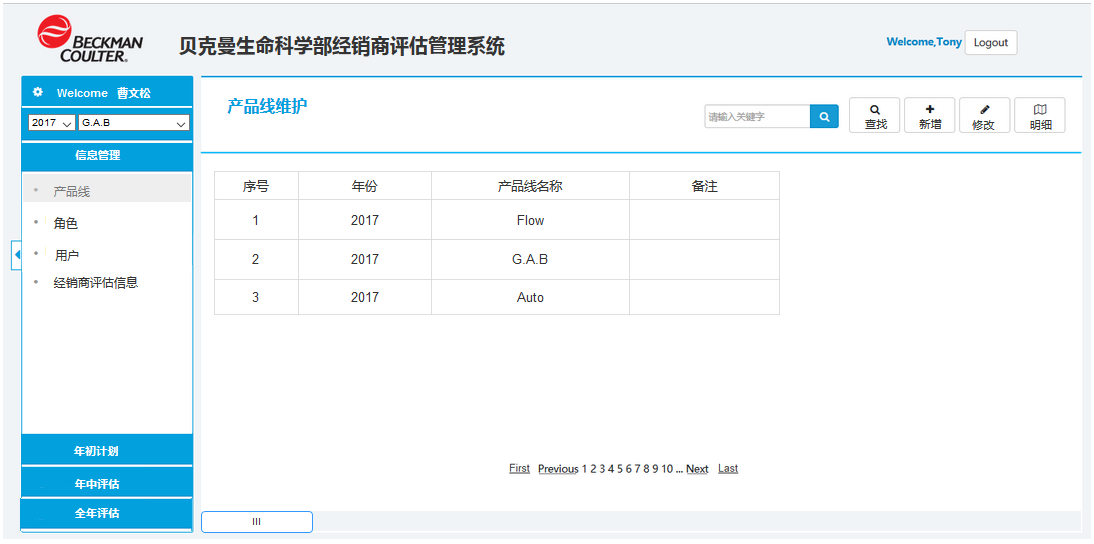 BECKMAN
COULTER®
贝克曼生命科学部经销商评估管理系统
Welcome,Tony Logout
Welcome 曹文松
2017 G.A.B
信息管理
产品线
角色
用户
经销商评估信息
年初计划
年中评估
全年评估
产品线维护
请输入关键字
查找 新增 修改 明细
序号 年份 产品线名称 备注
1 2017 Flow
2 2017 G.A.B
3 2017 Auto
First Previous 1 2 3 4 5 6 7 8 9 10 ... Next Last
III